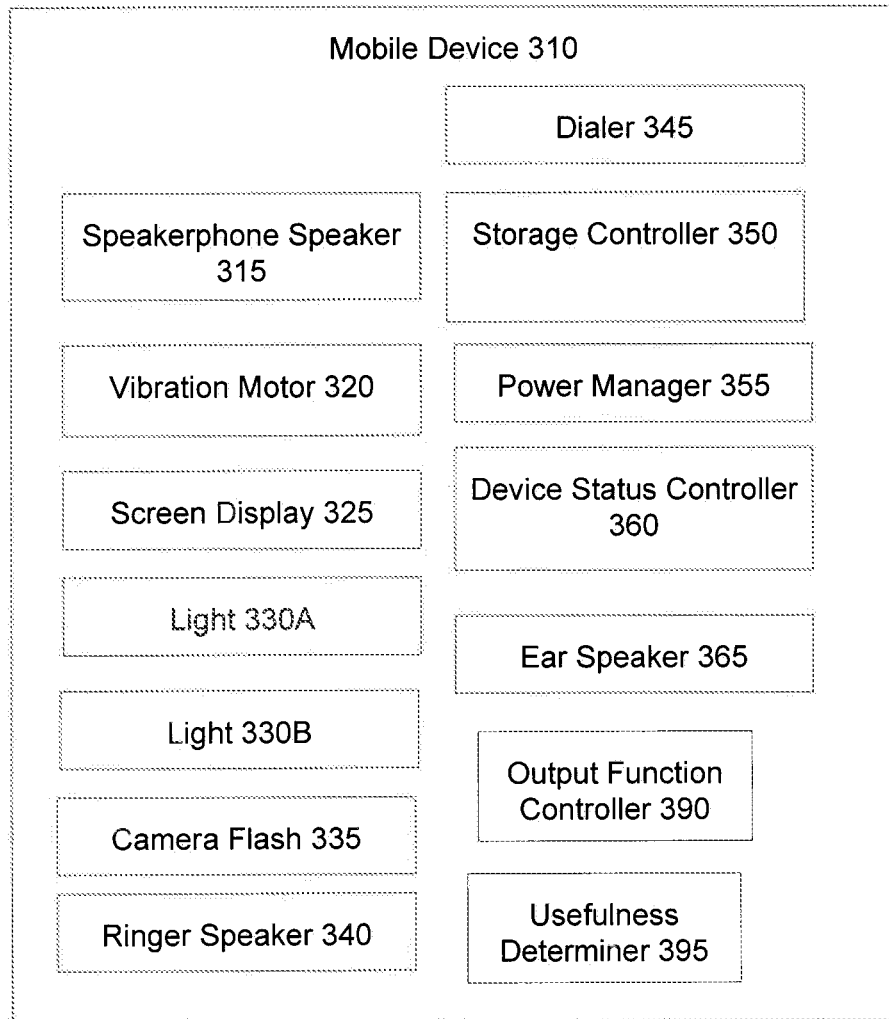 Mobile Device 310
Dialer 345
Speakerphone Speaker
315
Storage Controller 350
Vibration Motor 320
Power Manager 355
Screen Display 325
Device Status Controller
360
Light 330A
Ear Speaker 365
Light 330B
Output Function
Controller 390
Camera Flash 335
Ringer Speaker 340
Usefulness
Determiner 395